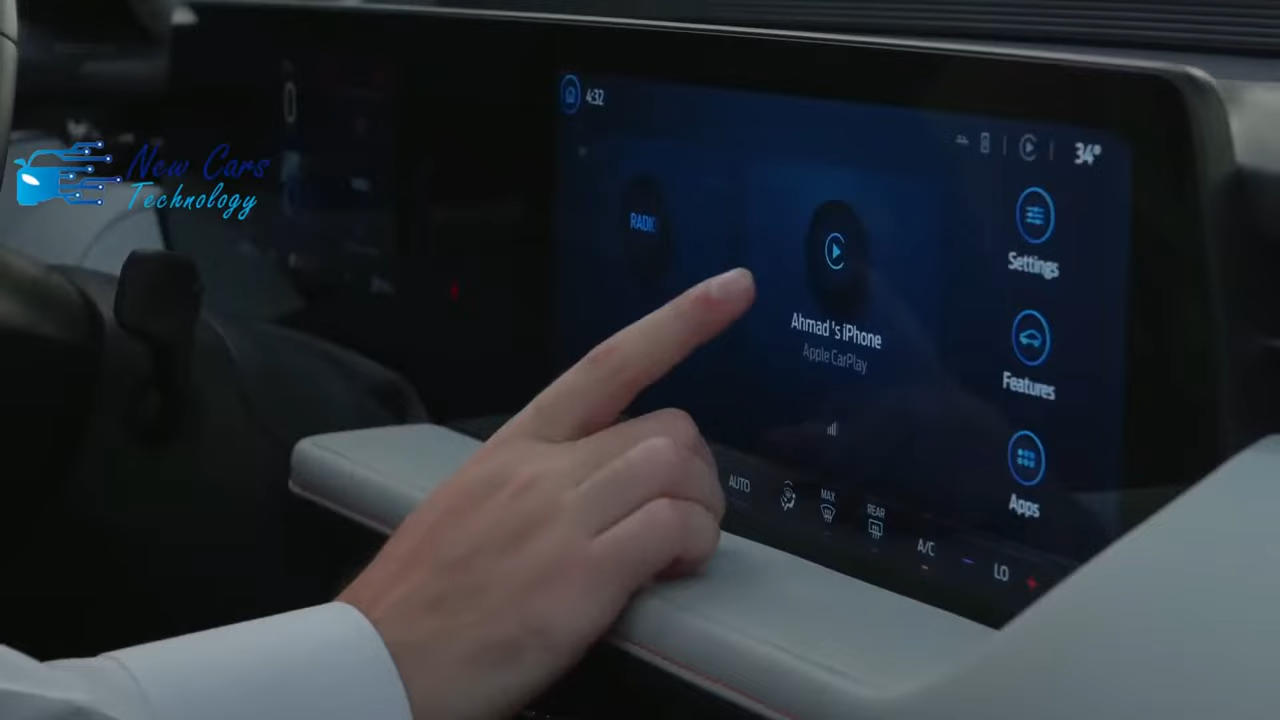 4:32
34°
New Cars
Technology
RADIO
Settings
Ahmad 's iPhone
Apple CarPlay
Features
Apps
AUTO
MAX
REAR
A/C
LO